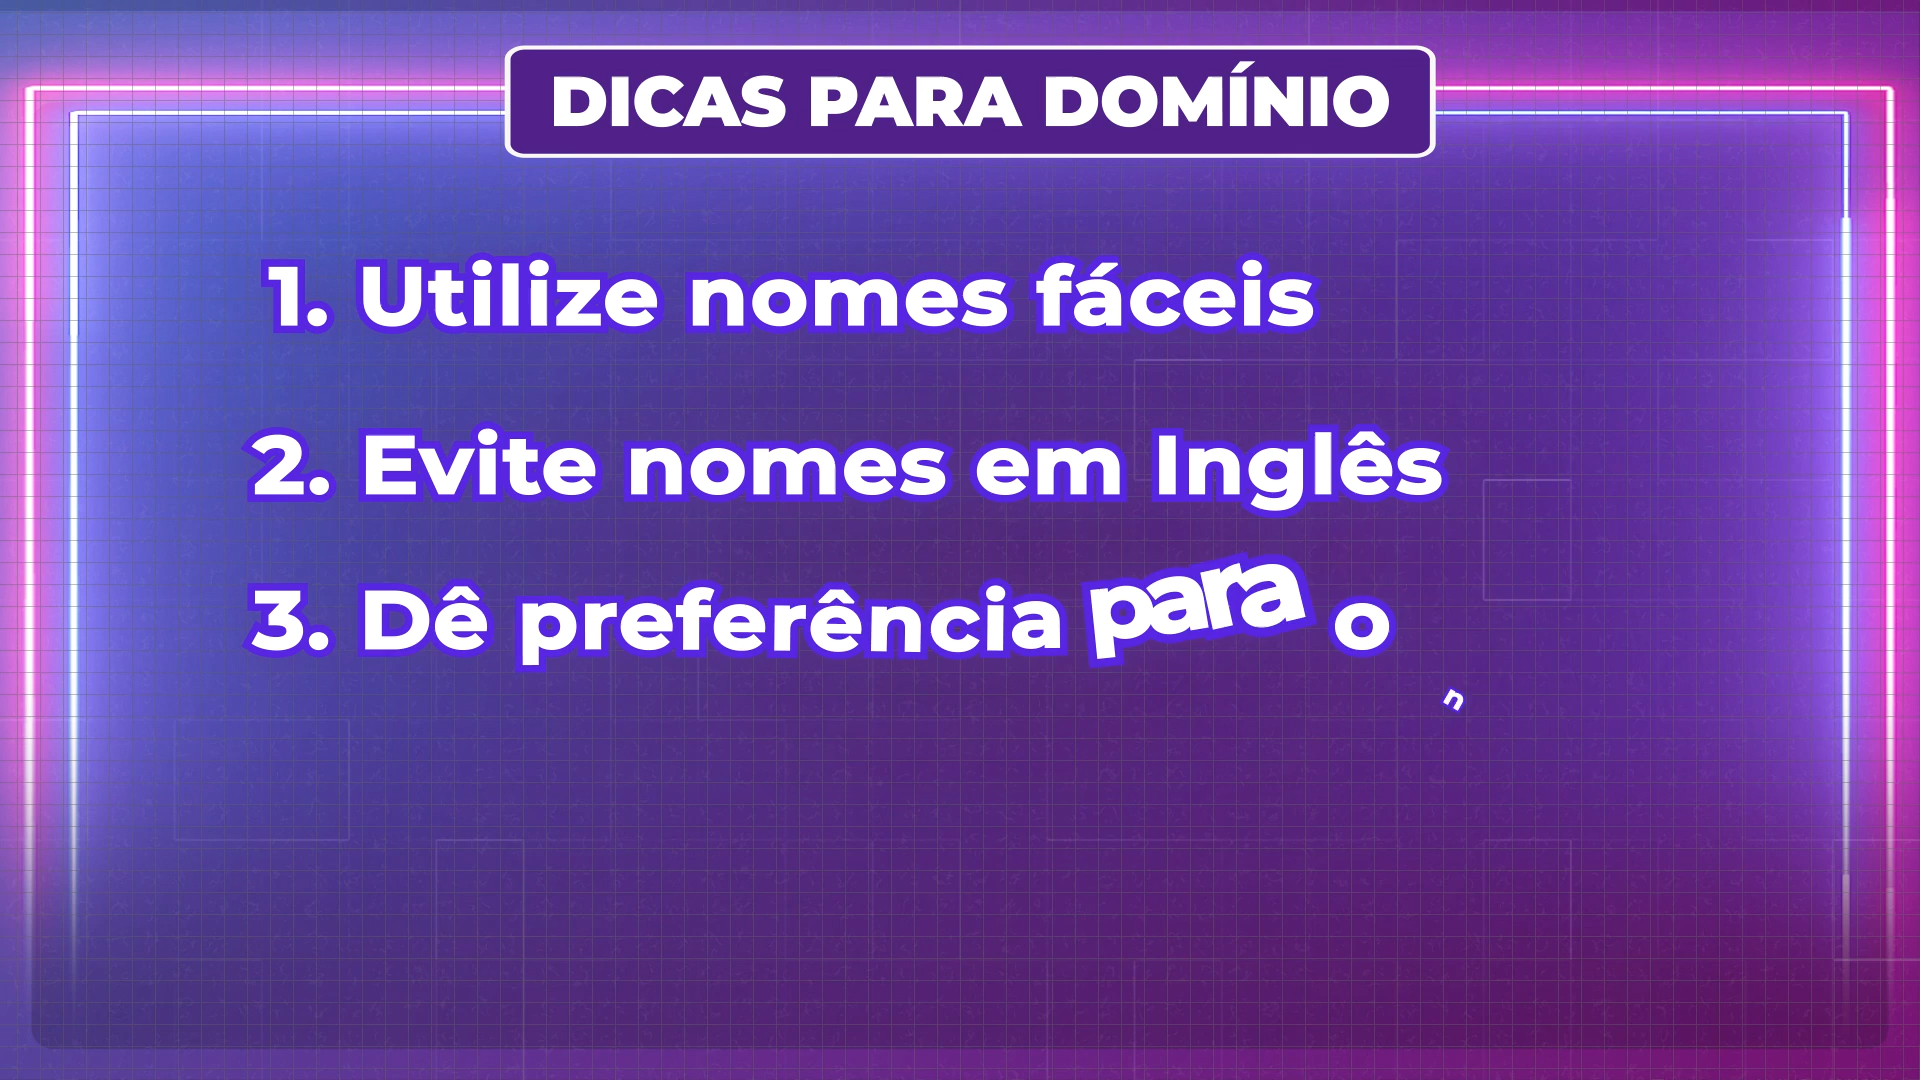 DICAS PARA DOMÍNIO
1. Utilize nomes fáceis
2. Evite nomes em Inglês
3. Dê preferência para o
n